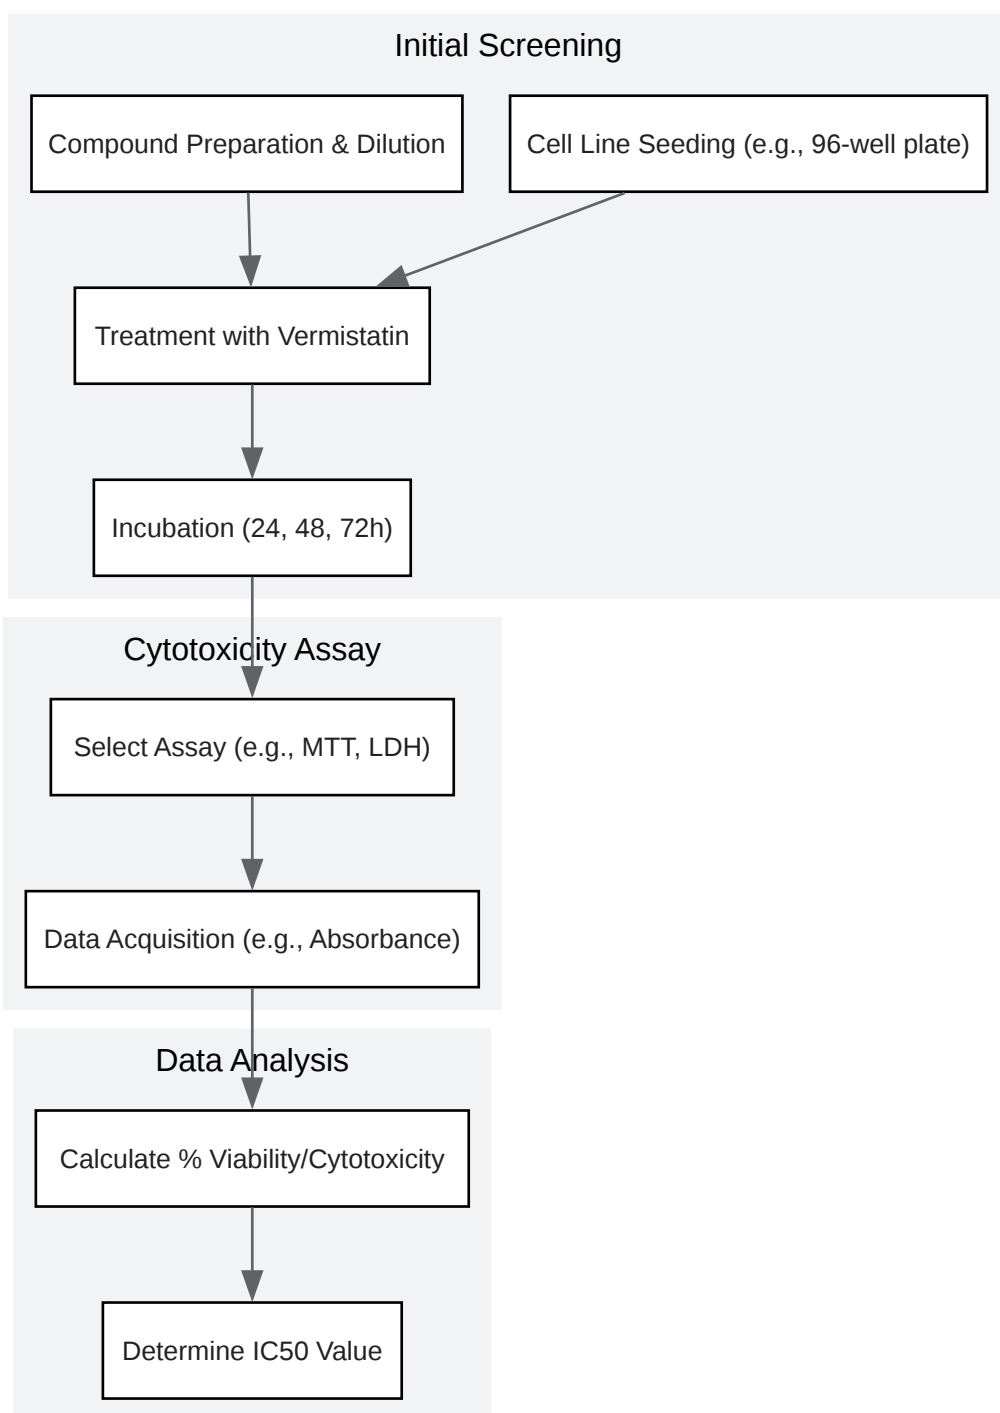 Initial Screening
Compound Preparation & Dilution
Cell Line Seeding (e.g., 96-well plate)
Treatment with Vermistatin
Incubation (24, 48, 72h)
Cytotoxicity Assay
Select Assay (e.g., MTT, LDH)
Data Acquisition (e.g., Absorbance)
Data Analysis
Calculate % Viability/Cytotoxicity
Determine IC50 Value